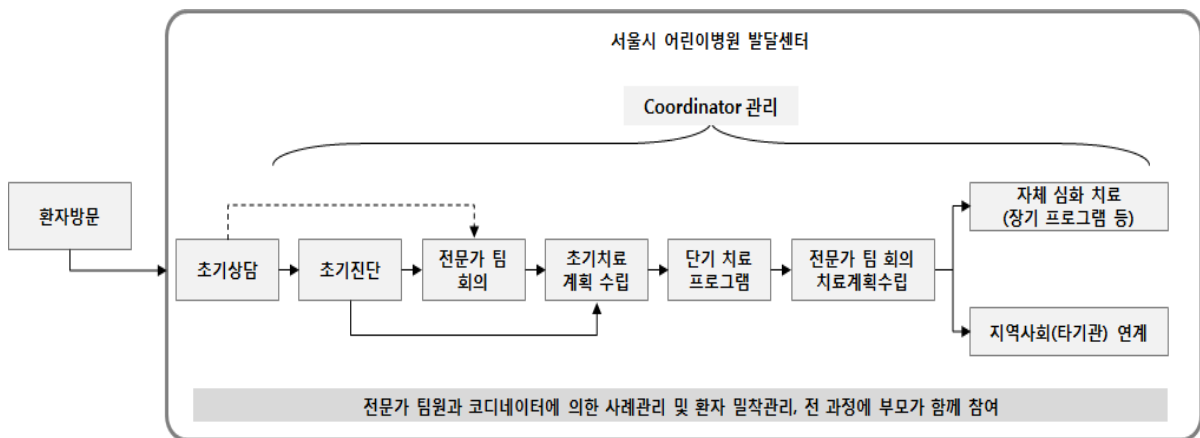 서울시 어린이병원 발달센터
Coordinator 관리
환자방문
초기상담
초기진단
전문가 팀
회의
초기치료
계획 수립
단기 치료
프로그램
전문가 팀 회의
치료계획수립
자체 심화 치료
(장기 프로그램 등)
지역사회(타기관) 연계
전문가 팀원과 코디네이터에 의한 사례관리 및 환자 밀착관리, 전 과정에 부모가 함께 참여